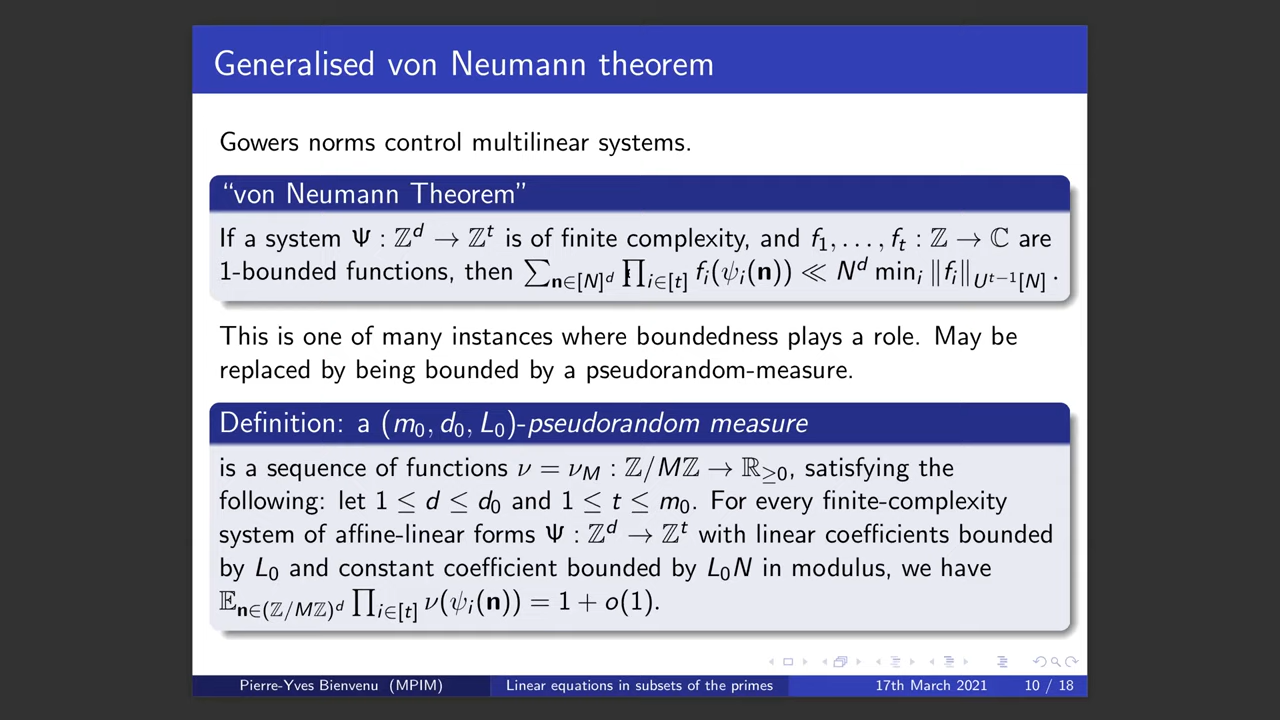 Generalised von Neumann theorem
Gowers norms control multilinear systems.
“von Neumann Theorem”
If a system Ψ : ℤ^d → ℤ^t is of finite complexity, and f_1, . . . , f_t : ℤ → ℂ are
1-bounded functions, then ∑_{n∈[N]^d} ∏_{i∈[t]} f_i(ψ_i(n)) ≪ N^d min_i ‖f_i‖_{U^{t−1}[N]} .
This is one of many instances where boundedness plays a role. May be
replaced by being bounded by a pseudorandom-measure.
Definition: a (m_0, d_0, L_0)-pseudorandom measure
is a sequence of functions ν = ν_M : ℤ/Mℤ → ℝ_{≥0}, satisfying the
following: let 1 ≤ d ≤ d_0 and 1 ≤ t ≤ m_0. For every finite-complexity
system of affine-linear forms Ψ : ℤ^d → ℤ^t with linear coefficients bounded
by L_0 and constant coefficient bounded by L_0N in modulus, we have
𝔼_{n∈(ℤ/Mℤ)^d} ∏_{i∈[t]} ν(ψ_i(n)) = 1 + o(1).
Pierre-Yves Bienvenu (MPIM) Linear equations in subsets of the primes 17th March 2021 10 / 18